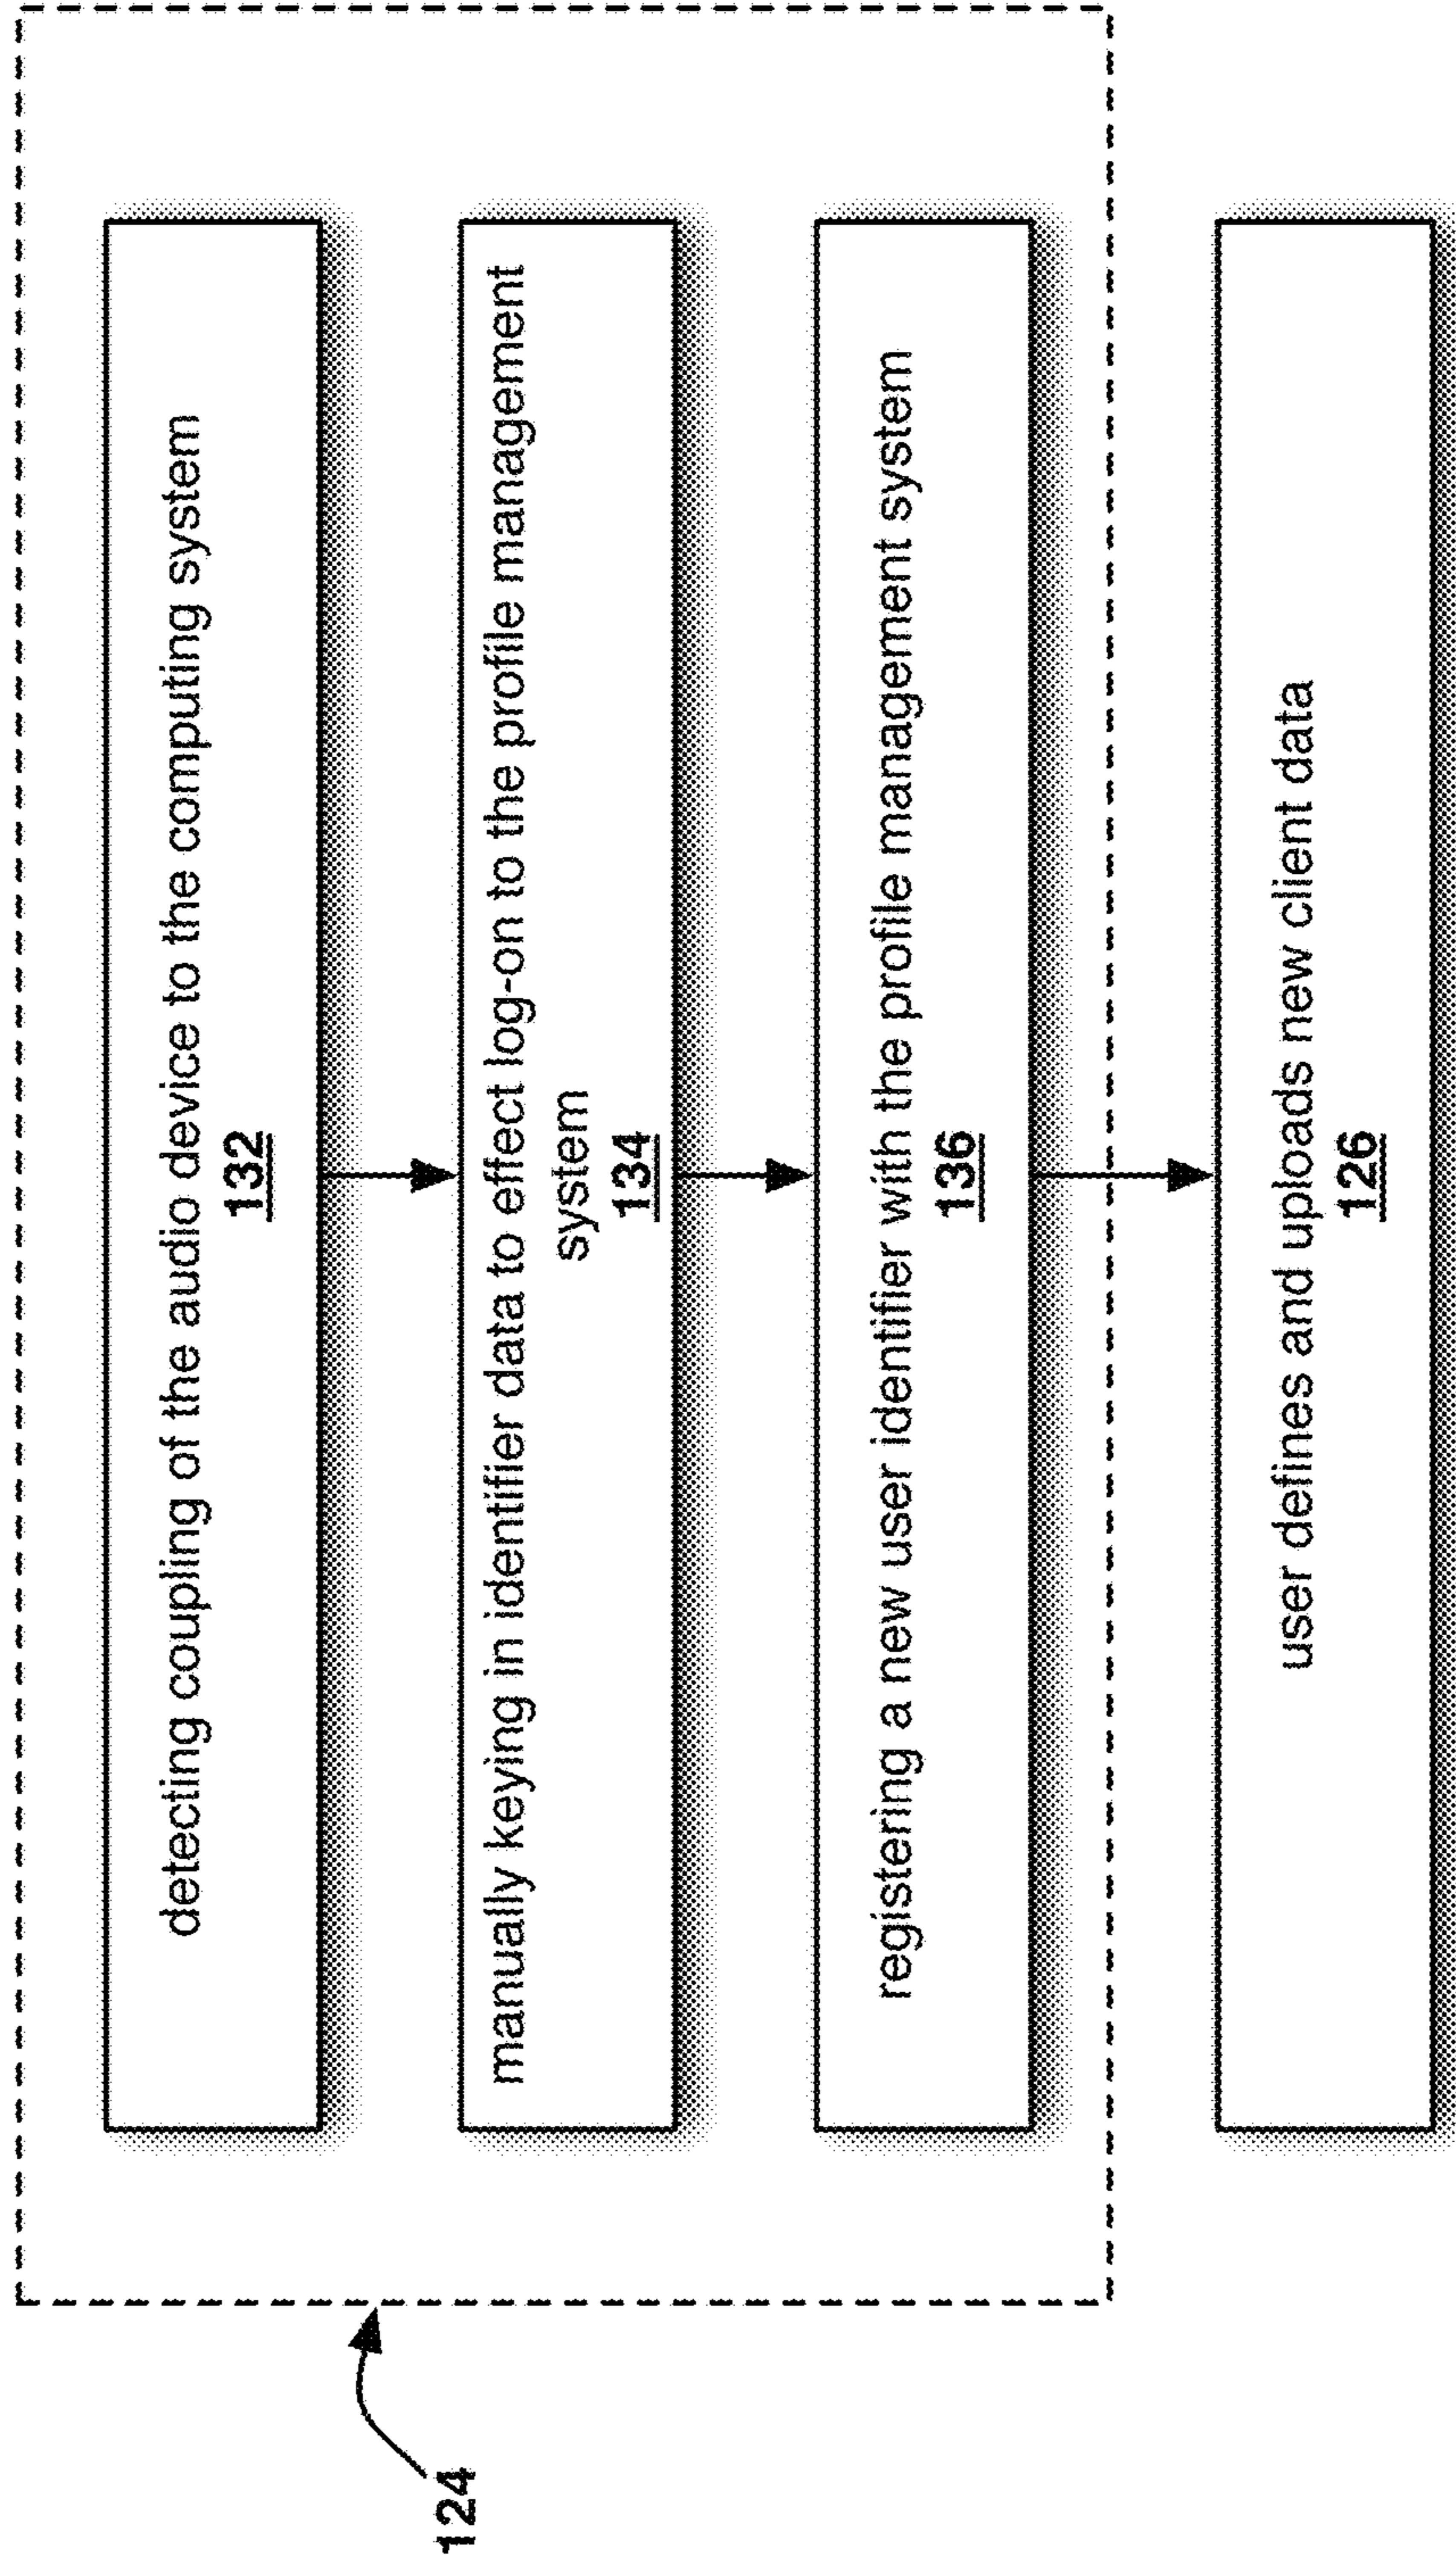 detecting coupling of the audio device to the computing system
132
manually keying in identifier data to effect log-on to the profile management
system
134
registering a new user identifier with the profile management system
136
user defines and uploads new client data
126
124